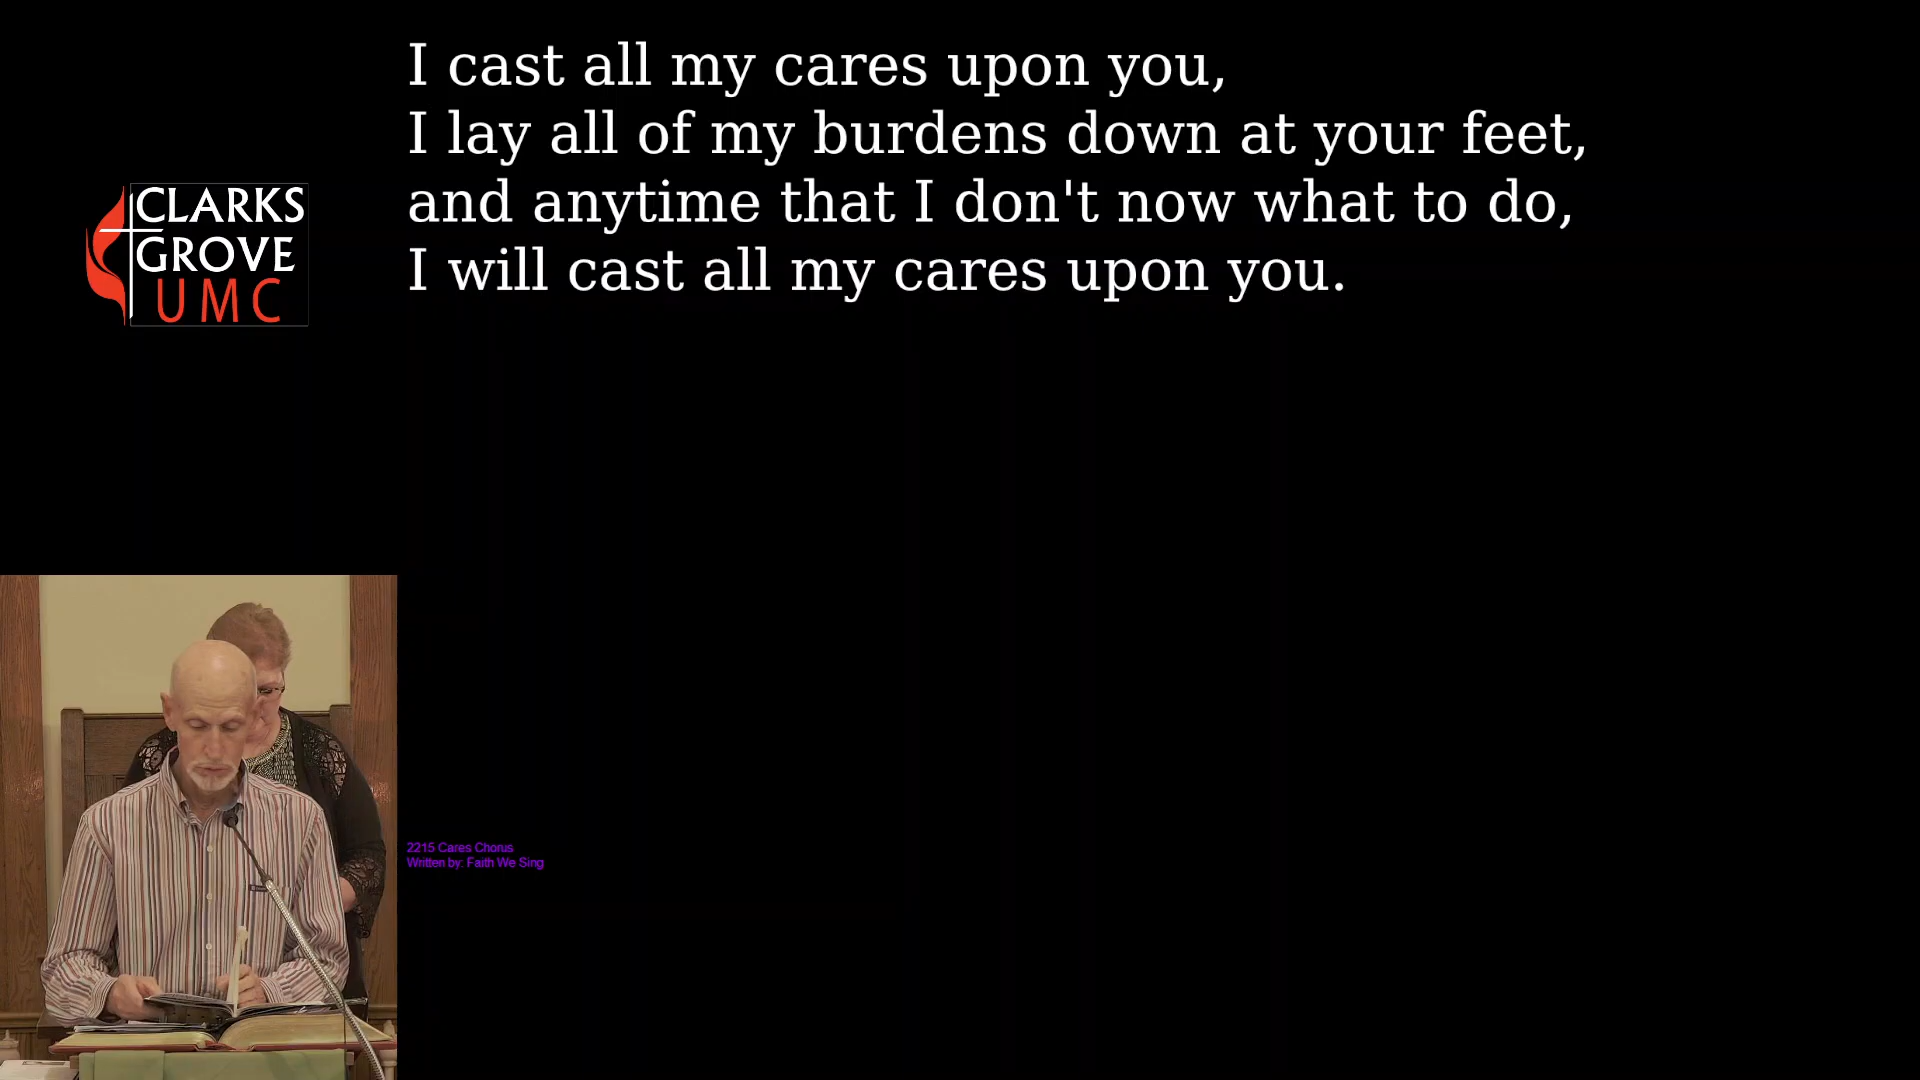 I cast all my cares upon you,
I lay all of my burdens down at your feet,
and anytime that I don't now what to do,
I will cast all my cares upon you.
CLARKS
GROVE
UMC
2215 Cares Chorus
Written by: Faith We Sing